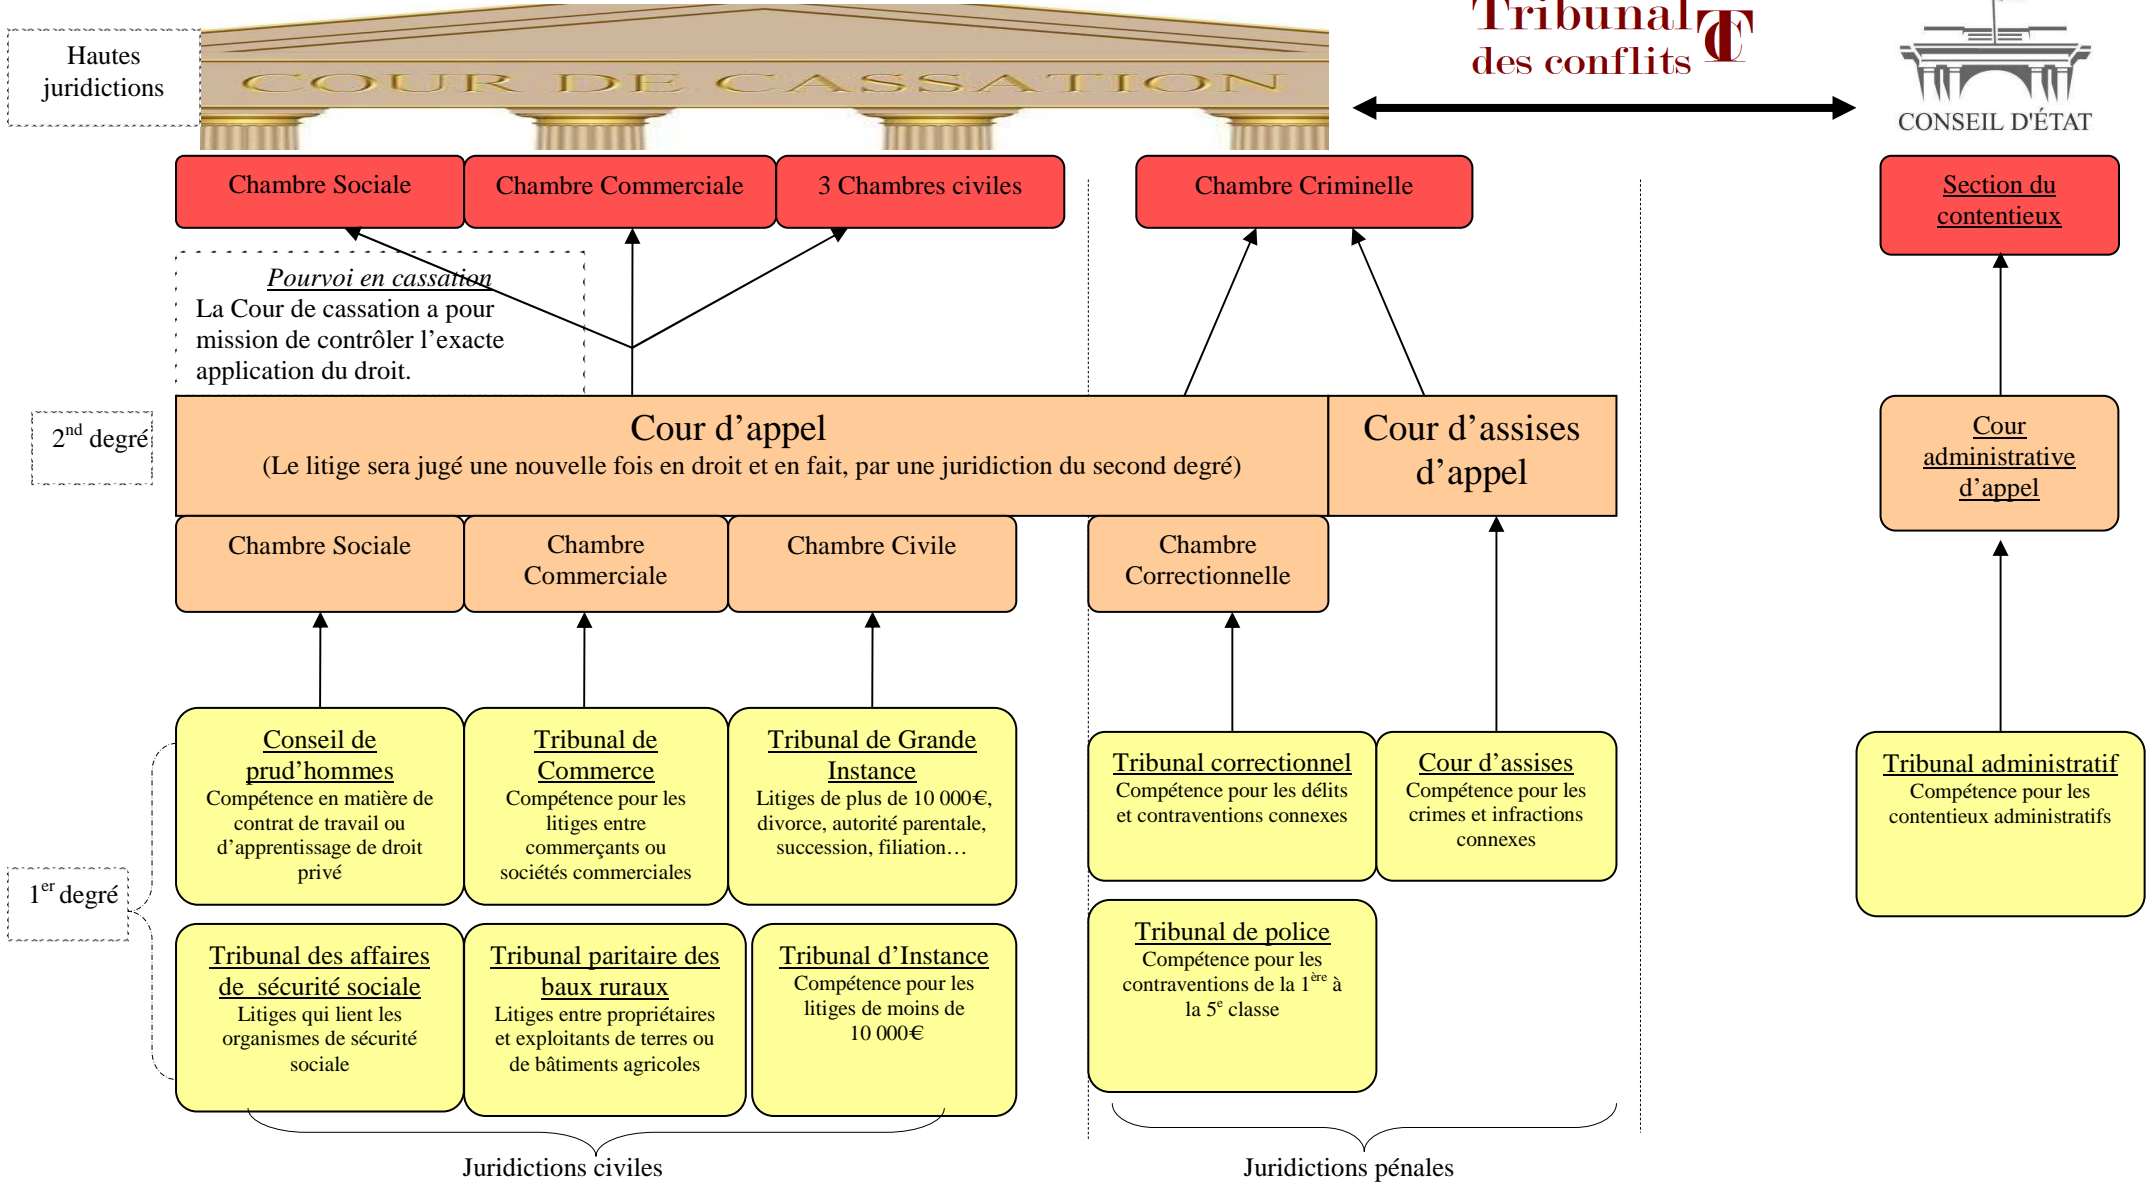 Tribunal
des conflits
TC
Hautes
juridictions
COUR DE CASSATION
CONSEIL D'ÉTAT
Chambre Sociale
Chambre Commerciale
3 Chambres civiles
Chambre Criminelle
Section du
contentieux
Pourvoi en cassation
La Cour de cassation a pour
mission de contrôler l’exacte
application du droit.
2nd degré
Cour d’appel
(Le litige sera jugé une nouvelle fois en droit et en fait, par une juridiction du second degré)
Cour d’assises
d’appel
Cour
administrative
d’appel
Chambre Sociale
Chambre
Commerciale
Chambre Civile
Chambre
Correctionnelle
1er degré
Conseil de
prud’hommes
Compétence en matière de
contrat de travail ou
d’apprentissage de droit
privé
Tribunal de
Commerce
Compétence pour les
litiges entre
commerçants ou
sociétés commerciales
Tribunal de Grande
Instance
Litiges de plus de 10 000€,
divorce, autorité parentale,
succession, filiation…
Tribunal correctionnel
Compétence pour les délits
et contraventions connexes
Cour d’assises
Compétence pour les
crimes et infractions
connexes
Tribunal administratif
Compétence pour les
contentieux administratifs
Tribunal des affaires
de sécurité sociale
Litiges qui lient les
organismes de sécurité
sociale
Tribunal paritaire des
baux ruraux
Litiges entre propriétaires
et exploitants de terres ou
de bâtiments agricoles
Tribunal d’Instance
Compétence pour les
litiges de moins de
10 000€
Tribunal de police
Compétence pour les
contraventions de la 1ère à
la 5e classe
Juridictions civiles
Juridictions pénales